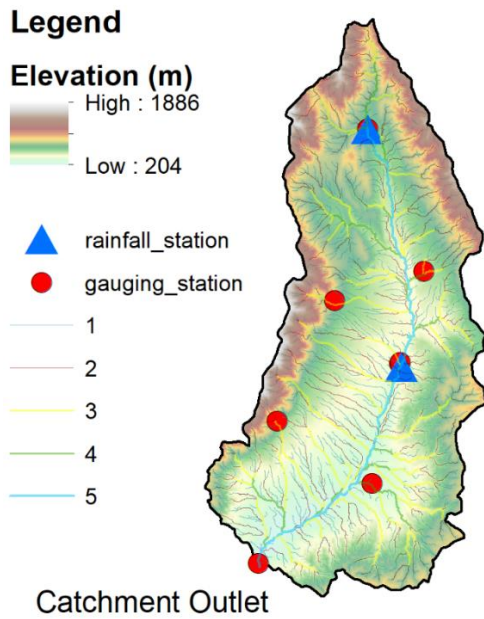 Legend
Elevation (m)
High : 1886
Low : 204
rainfall_station
gauging_station
1
2
3
4
5
Catchment Outlet